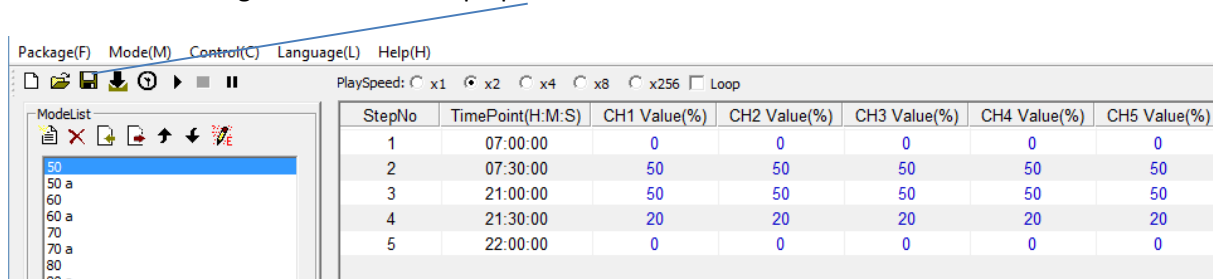 Package(F) Mode(M) Control(C) Language(L) Help(H)
PlaySpeed: x1 x2 x4 x8 x256 Loop
ModeList
StepNo TimePoint(H:M:S) CH1 Value(%) CH2 Value(%) CH3 Value(%) CH4 Value(%) CH5 Value(%)
1 07:00:00 0 0 0 0 0
2 07:30:00 50 50 50 50 50
3 21:00:00 50 50 50 50 50
4 21:30:00 20 20 20 20 20
5 22:00:00 0 0 0 0 0
50
50 a
60
60 a
70
70 a
80